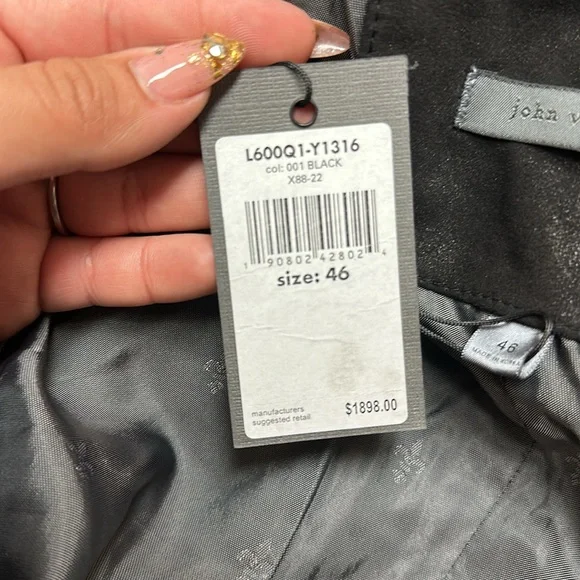 L600Q1-Y1316
col: 001 BLACK
X88-22
1 90802 42802 4
size: 46
manufacturers
suggested retail
$1898.00
john v
46
MADE IN